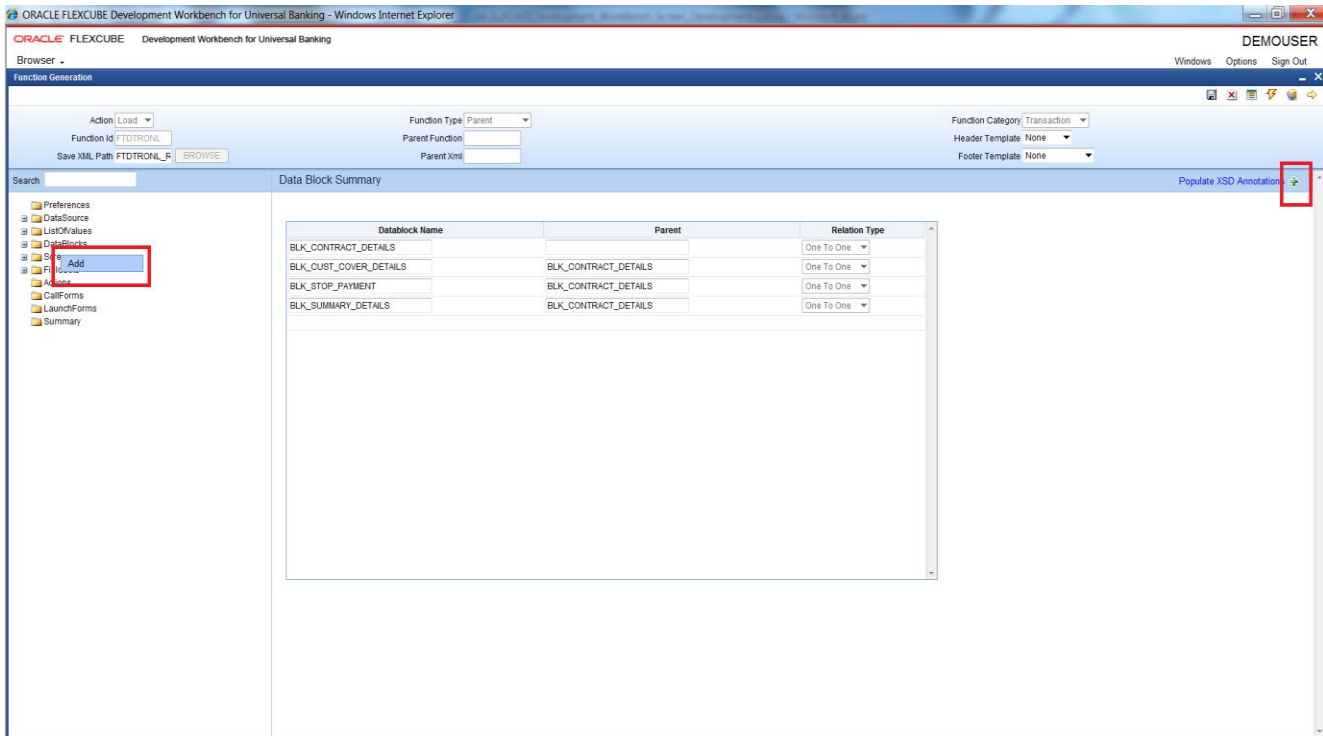 ORACLE FLEXCUBE Development Workbench for Universal Banking - Windows Internet Explorer
ORACLE FLEXCUBE Development Workbench for Universal Banking
DEMOUSER
Browser
Windows Options Sign Out
Function Generation
Action Load
Function Type Parent
Function Category Transaction
Function Id FTDTRONL
Parent Function
Header Template None
Save XML Path FTDTRONL_R BROWSE
Parent Xml
Footer Template None
Search
Data Block Summary
Populate XSD Annotations
Preferences
DataSource
ListOfValues
DataBlocks
Scre
Add
Fi
Actions
CallForms
LaunchForms
Summary
Datablock Name Parent Relation Type
BLK_CONTRACT_DETAILS One To One
BLK_CUST_COVER_DETAILS BLK_CONTRACT_DETAILS One To One
BLK_STOP_PAYMENT BLK_CONTRACT_DETAILS One To One
BLK_SUMMARY_DETAILS BLK_CONTRACT_DETAILS One To One